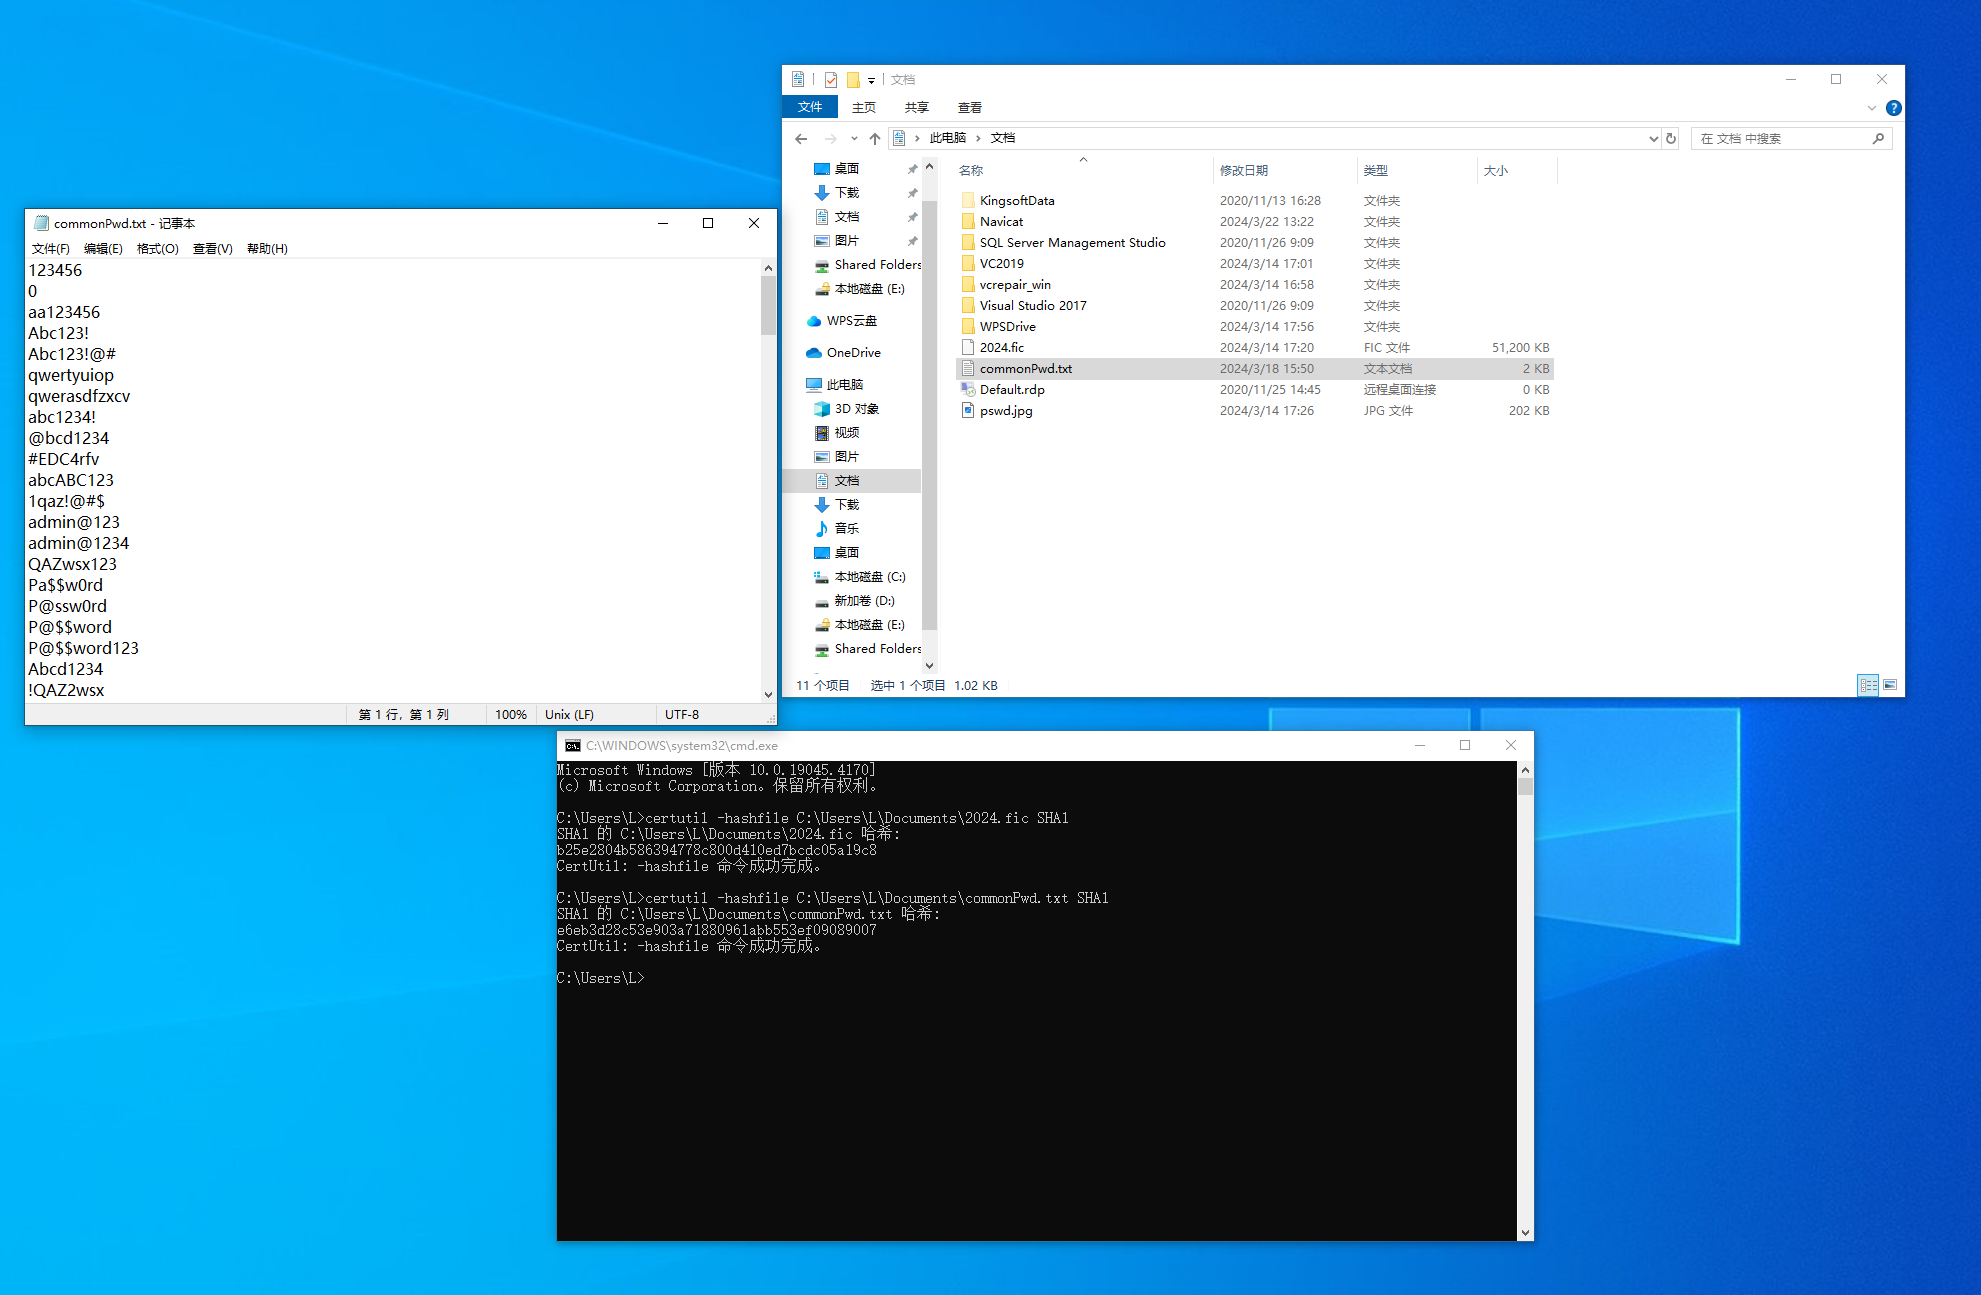 commonPwd.txt - 记事本
文件(F) 编辑(E) 格式(O) 查看(V) 帮助(H)
123456
0
aa123456
Abc123!
Abc123!@#
qwertyuiop
qwerasdfzxcv
abc1234!
@bcd1234
#EDC4rfv
abcABC123
1qaz!@#$
admin@123
admin@1234
QAZwsx123
Pa$$w0rd
P@ssw0rd
P@$$word
P@$$word123
Abcd1234
!QAZ2wsx
第 1 行，第 1 列 100% Unix (LF) UTF-8
文档
文件 主页 共享 查看
此电脑 › 文档
在 文档 中搜索
桌面
下载
文档
图片
Shared Folders
本地磁盘 (E:)
WPS云盘
OneDrive
此电脑
3D 对象
视频
图片
文档
下载
音乐
桌面
本地磁盘 (C:)
新加卷 (D:)
本地磁盘 (E:)
Shared Folders
名称 修改日期 类型 大小
KingsoftData 2020/11/13 16:28 文件夹
Navicat 2024/3/22 13:22 文件夹
SQL Server Management Studio 2020/11/26 9:09 文件夹
VC2019 2024/3/14 17:01 文件夹
vcrepair_win 2024/3/14 16:58 文件夹
Visual Studio 2017 2020/11/26 9:09 文件夹
WPSDrive 2024/3/14 17:56 文件夹
2024.fic 2024/3/14 17:20 FIC 文件 51,200 KB
commonPwd.txt 2024/3/18 15:50 文本文档 2 KB
Default.rdp 2020/11/25 14:45 远程桌面连接 0 KB
pswd.jpg 2024/3/14 17:26 JPG 文件 202 KB
11 个项目 选中 1 个项目 1.02 KB
C:\WINDOWS\system32\cmd.exe
Microsoft Windows [版本 10.0.19045.4170]
(c) Microsoft Corporation。保留所有权利。
C:\Users\L>certutil -hashfile C:\Users\L\Documents\2024.fic SHA1
SHA1 的 C:\Users\L\Documents\2024.fic 哈希:
b25e2804b586394778c800d410ed7bcdc05a19c8
CertUtil: -hashfile 命令成功完成。
C:\Users\L>certutil -hashfile C:\Users\L\Documents\commonPwd.txt SHA1
SHA1 的 C:\Users\L\Documents\commonPwd.txt 哈希:
e6eb3d28c53e903a71880961abb553ef09089007
CertUtil: -hashfile 命令成功完成。
C:\Users\L>